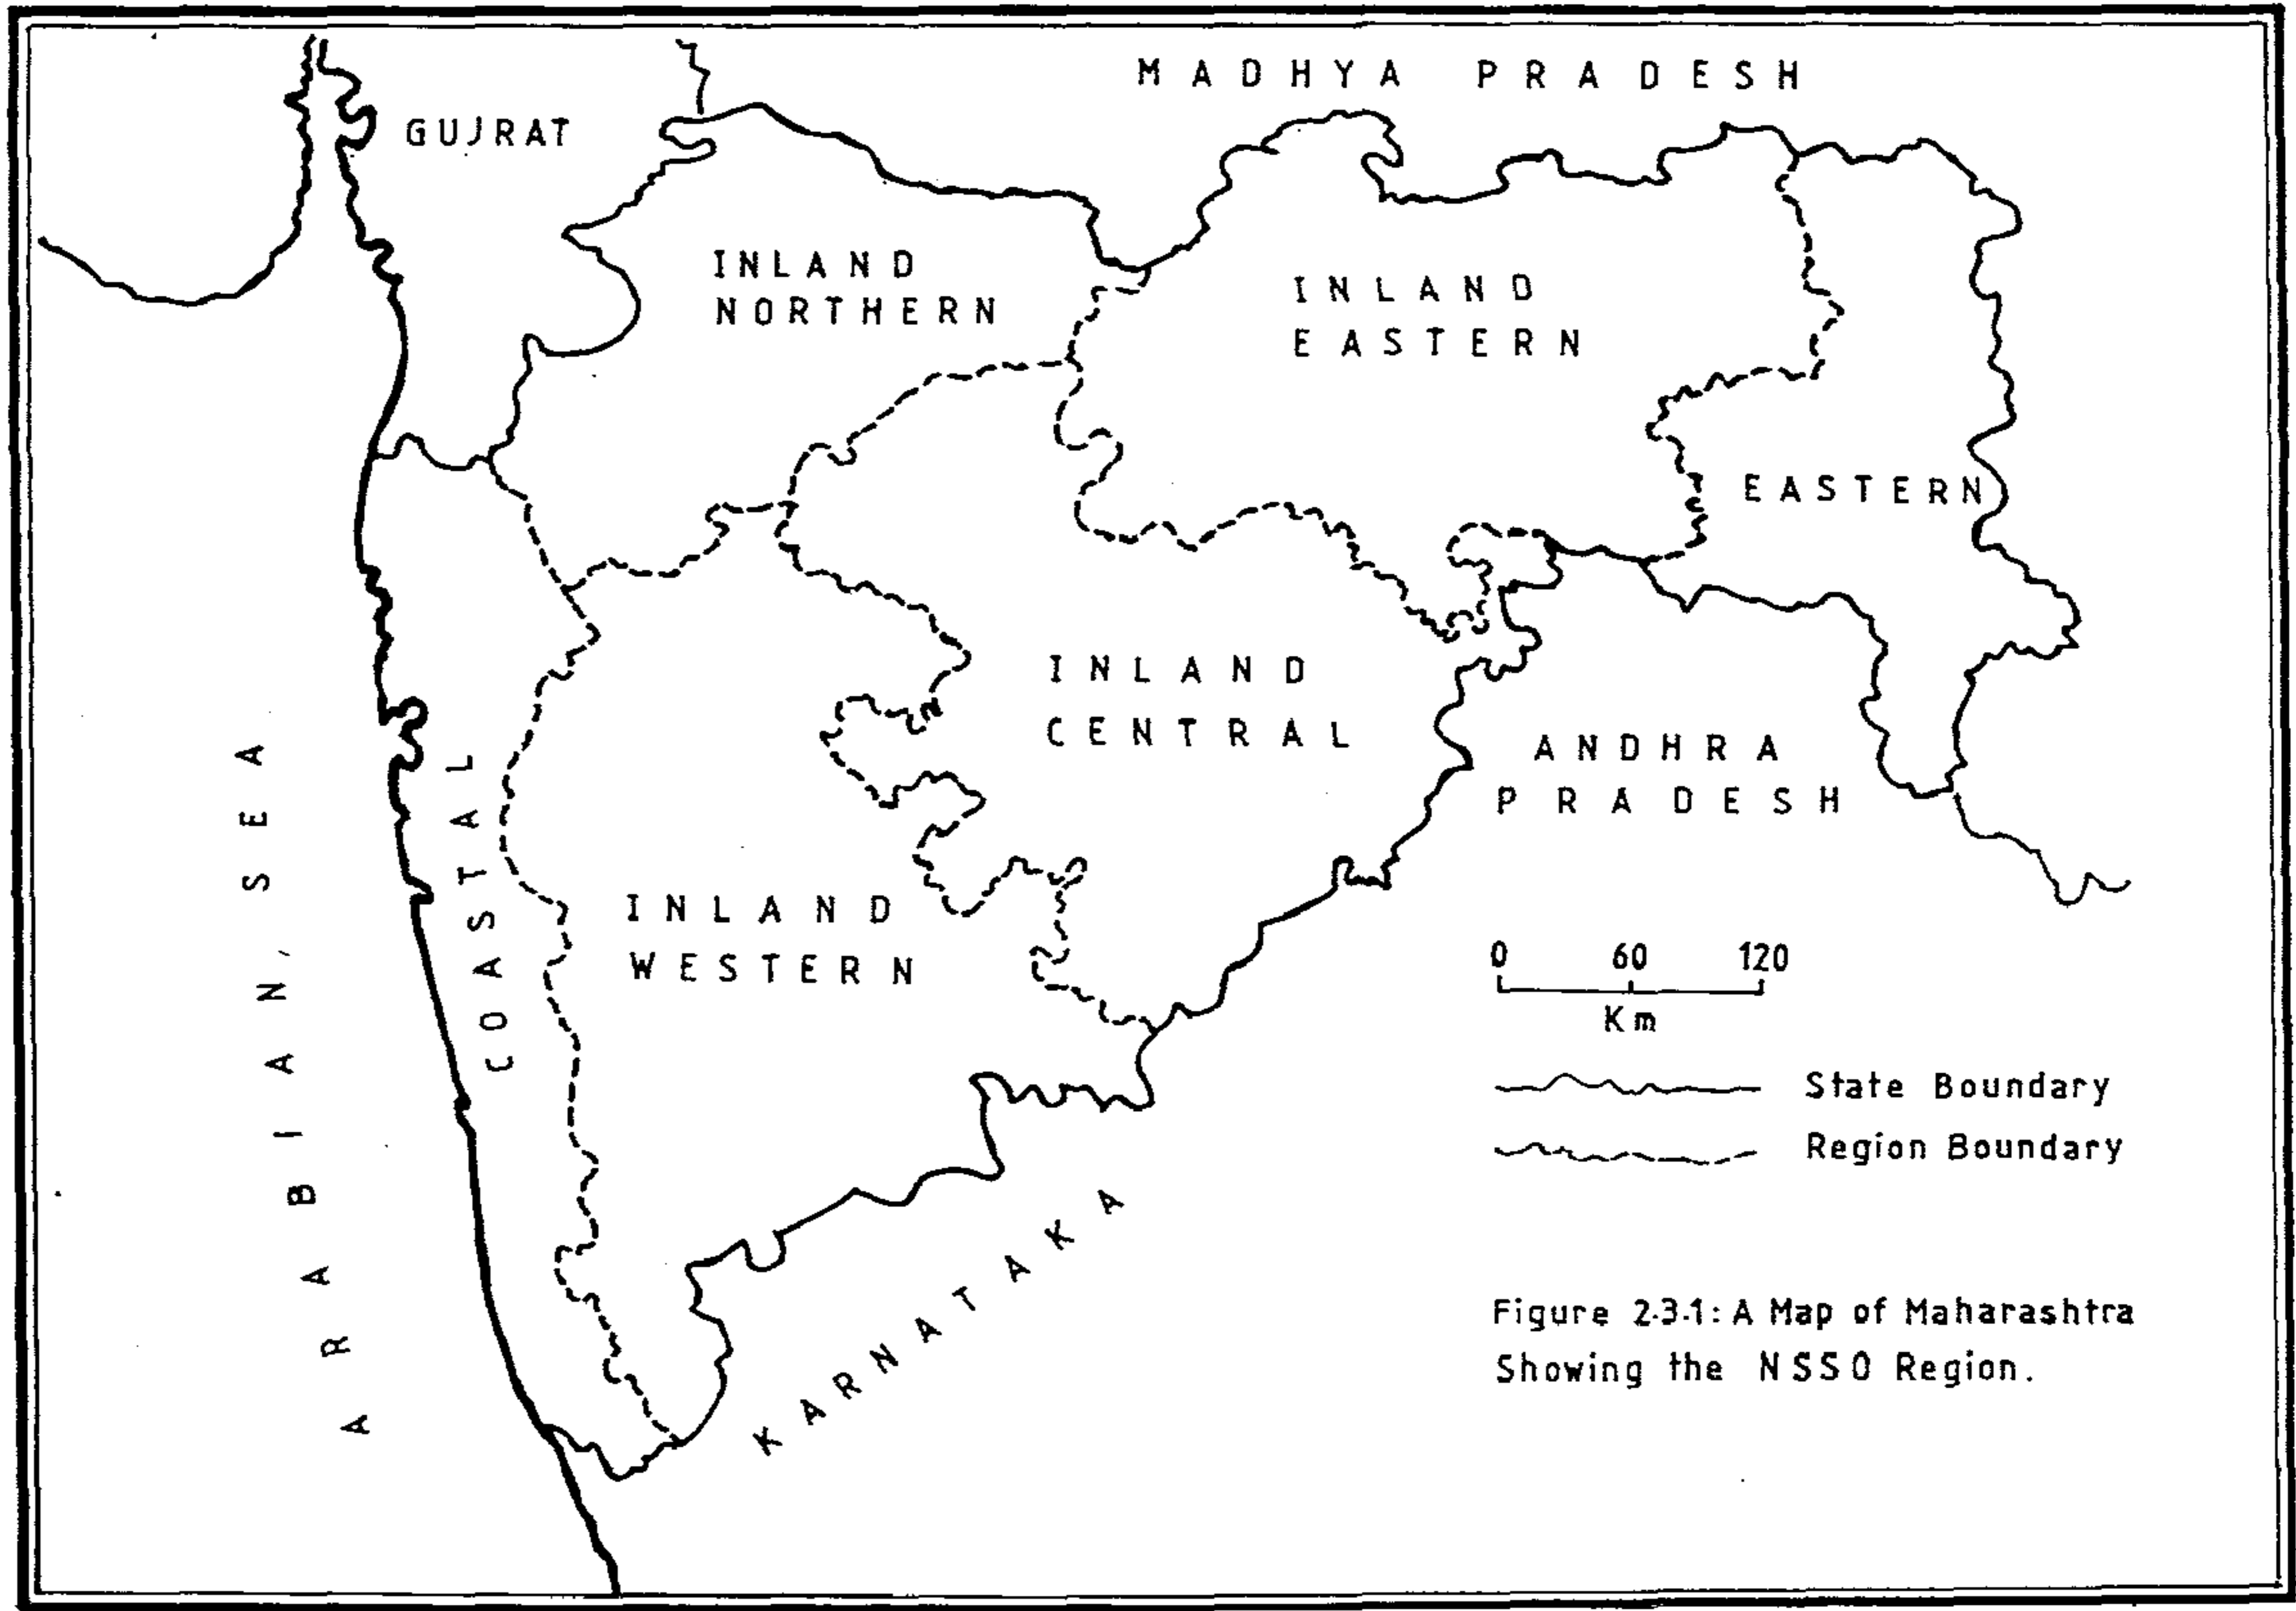 MADHYA PRADESH
GUJRAT
INLAND
NORTHERN
INLAND
EASTERN
EASTERN
INLAND
CENTRAL
ANDHRA
PRADESH
ARABIAN SEA
COASTAL
INLAND
WESTERN
KARNATAKA
0 60 120
Km
State Boundary
Region Boundary
Figure 2.3.1: A Map of Maharashtra
Showing the NSSO Region.